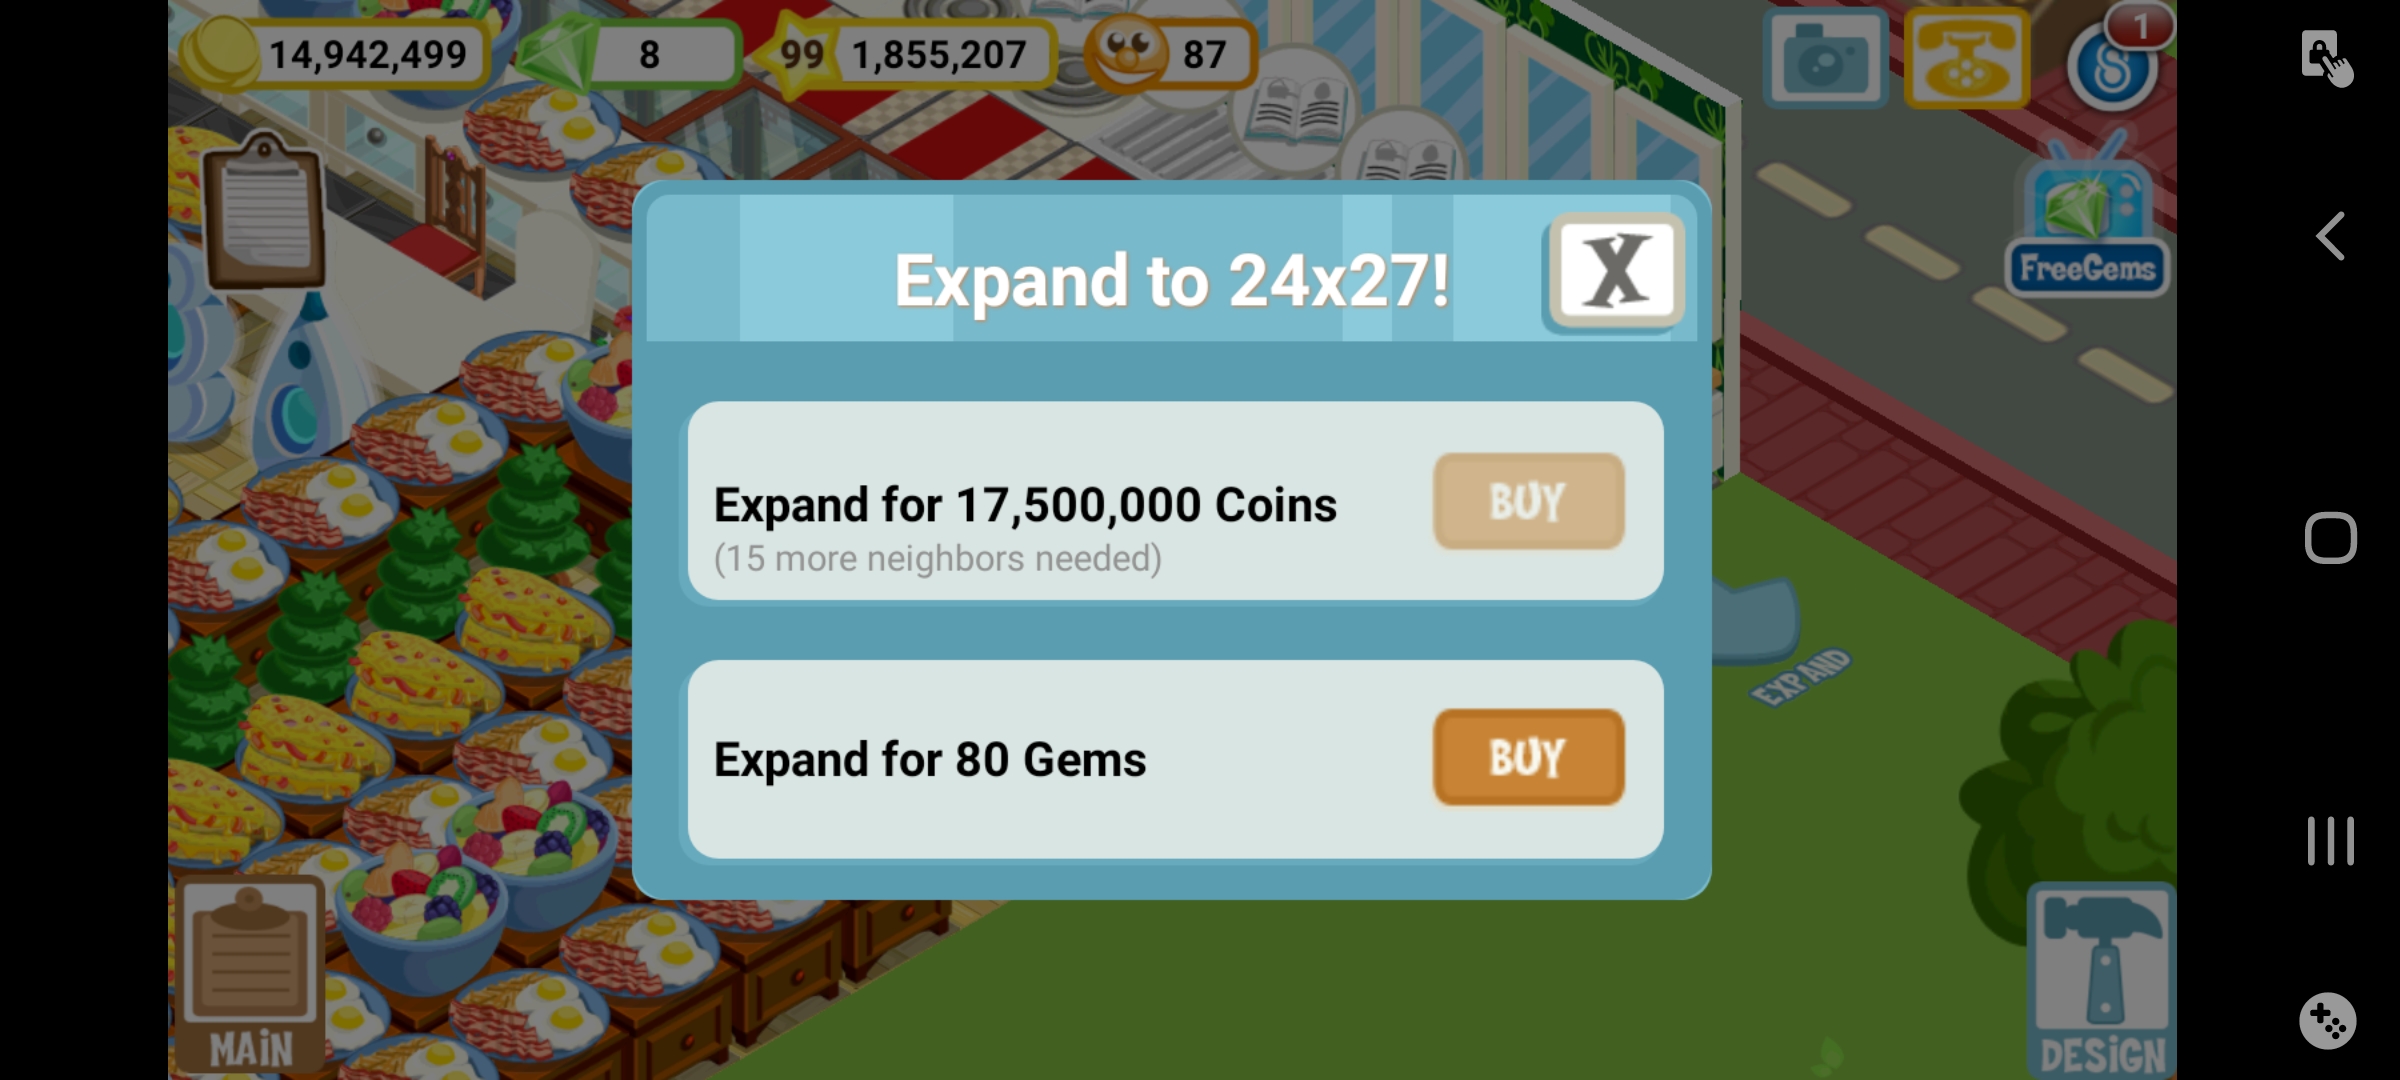 14,942,499
8
99
1,855,207
87
1
FreeGems
Expand to 24x27!
X
Expand for 17,500,000 Coins
BUY
(15 more neighbors needed)
EXPAND
Expand for 80 Gems
BUY
MAIN
DESIGN